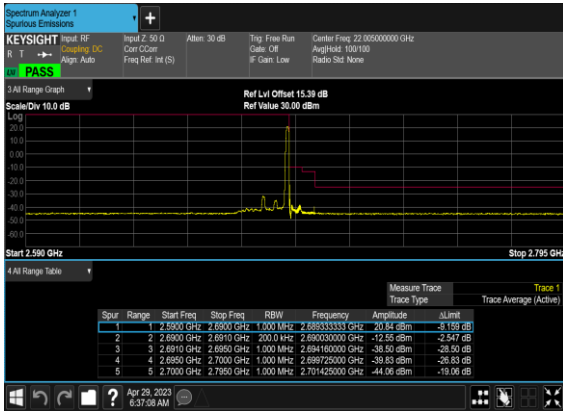 Spectrum Analyzer 1
Spurious Emissions
+
KEYSIGHT Input: RF Input Z: 50 Ω Atten: 30 dB Trig: Free Run Center Freq: 22.005000000 GHz
R T Coupling: DC Corr CCorr Gate: Off Avg|Hold: 100/100
Align: Auto Freq Ref: Int (S) IF Gain: Low Radio Std: None
PASS
3 All Range Graph
Ref Lvl Offset 15.39 dB
Scale/Div 10.0 dB Ref Value 30.00 dBm
Log
20.0
10.0
0.00
-10.0
-20.0
-30.0
-40.0
-50.0
-60.0
Start 2.590 GHz Stop 2.795 GHz
4 All Range Table
Measure Trace Trace 1
Trace Type Trace Average (Active)
Spur Range Start Freq Stop Freq RBW Frequency Amplitude ΔLimit
1 1 2.5900 GHz 2.6900 GHz 1.000 MHz 2.689333333 GHz 20.84 dBm -9.159 dB
2 2 2.6900 GHz 2.6910 GHz 200.0 kHz 2.690030000 GHz -12.55 dBm -2.547 dB
3 3 2.6910 GHz 2.6950 GHz 1.000 MHz 2.694160000 GHz -38.50 dBm -28.50 dB
4 4 2.6950 GHz 2.7000 GHz 1.000 MHz 2.699725000 GHz -39.83 dBm -26.83 dB
5 5 2.7000 GHz 2.7950 GHz 1.000 MHz 2.701425000 GHz -44.06 dBm -19.06 dB
? Apr 29, 2023
6:37:08 AM